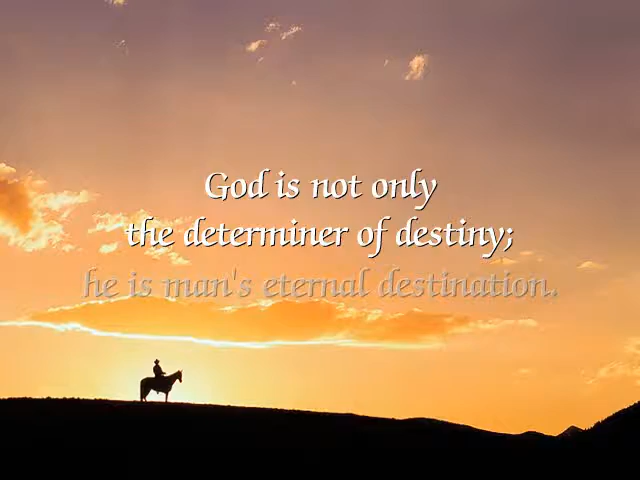 God is not only
the determiner of destiny;
he is man's eternal destination.